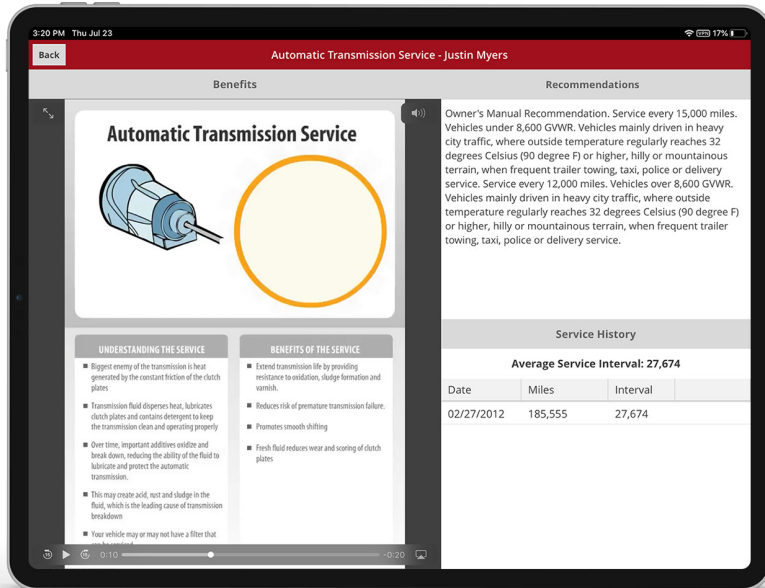 3:20 PM Thu Jul 23
VPN 17%
Back
Automatic Transmission Service - Justin Myers
Benefits
Recommendations
Automatic Transmission Service
Owner's Manual Recommendation. Service every 15,000 miles.
Vehicles under 8,600 GVWR. Vehicles mainly driven in heavy
city traffic, where outside temperature regularly reaches 32
degrees Celsius (90 degree F) or higher, hilly or mountainous
terrain, when frequent trailer towing, taxi, police or delivery
service. Service every 12,000 miles. Vehicles over 8,600 GVWR.
Vehicles mainly driven in heavy city traffic, where outside
temperature regularly reaches 32 degrees Celsius (90 degree F)
or higher, hilly or mountainous terrain, when frequent trailer
towing, taxi, police or delivery service.
UNDERSTANDING THE SERVICE
Biggest enemy of the transmission is heat
generated by the constant friction of the clutch
plates
Transmission fluid disperses heat, lubricates
clutch plates and contains detergent to keep
the transmission clean and operating properly
Over time, important additives oxidize and
break down, reducing the ability of the fluid to
lubricate and protect the automatic
transmission.
This may create acid, rust and sludge in the
fluid, which is the leading cause of transmission
breakdown
Your vehicle may or may not have a filter that
BENEFITS OF THE SERVICE
Extend transmission life by providing
resistance to oxidation, sludge formation and
varnish.
Reduces risk of premature transmission failure.
Promotes smooth shifting
Fresh fluid reduces wear and scoring of clutch
plates
Service History
Average Service Interval: 27,674
Date Miles Interval
02/27/2012 185,555 27,674
15 15 0:10 -0:20